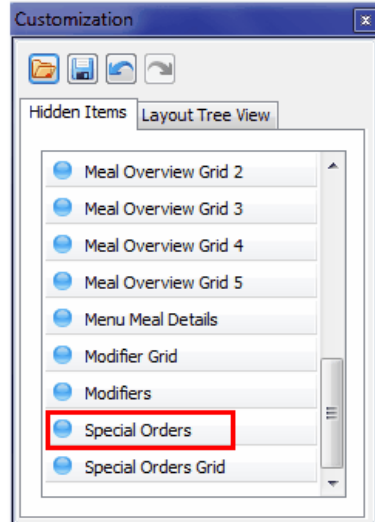 Customization
Hidden Items Layout Tree View
Meal Overview Grid 2
Meal Overview Grid 3
Meal Overview Grid 4
Meal Overview Grid 5
Menu Meal Details
Modifier Grid
Modifiers
Special Orders
Special Orders Grid